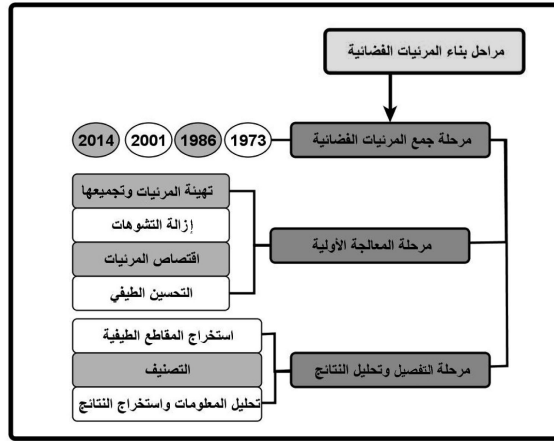 مراحل بناء المرئيات الفضائية
مرحلة جمع المرئيات الفضائية
1973
1986
2001
2014
مرحلة المعالجة الأولية
تهيئة المرئيات وتجميعها
إزالة التشوهات
اقتصاص المرئيات
التحسين الطيفي
مرحلة التفصيل وتحليل النتائج
استخراج المقاطع الطيفية
التصنيف
تحليل المعلومات واستخراج النتائج